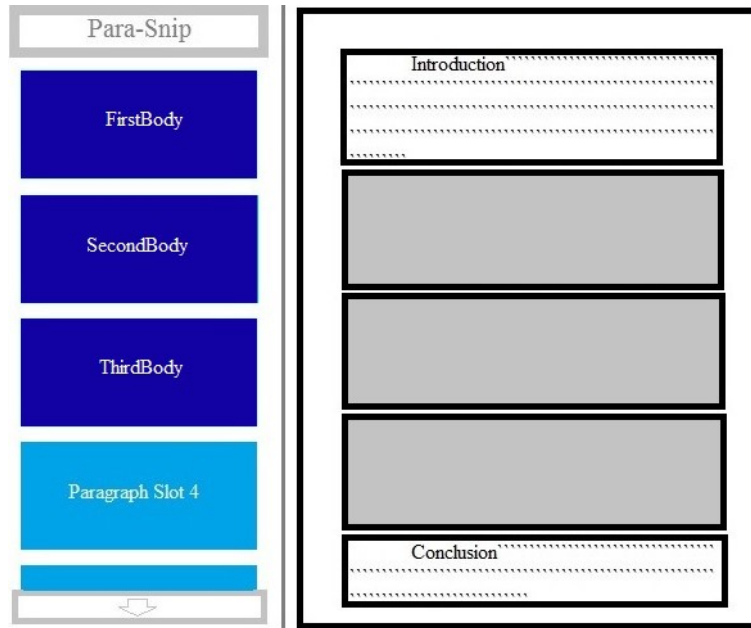 Para-Snip
FirstBody
SecondBody
ThirdBody
Paragraph Slot 4
Introduction
Conclusion